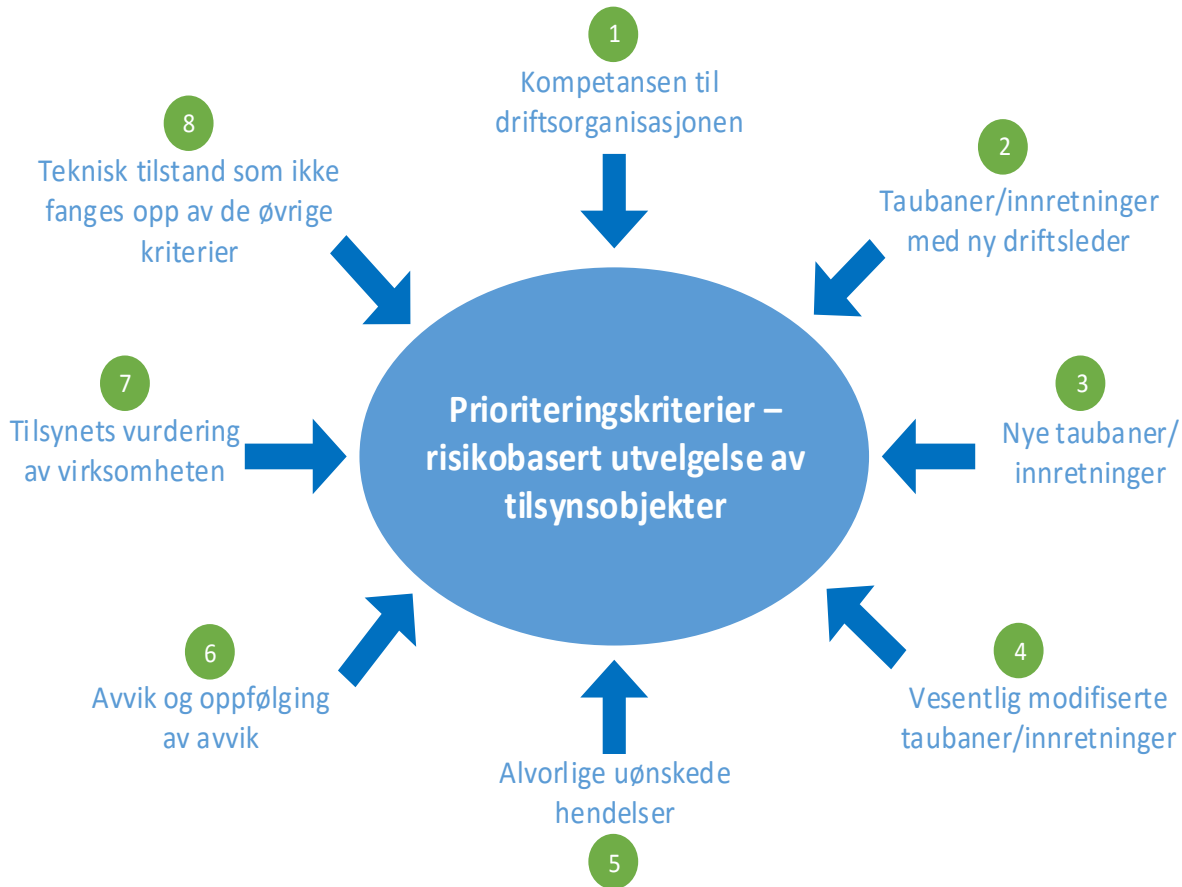 1
Kompetansen til
driftsorganisasjonen
2
Taubaner/innretninger
med ny driftsleder
3
Nye taubaner/
innretninger
4
Vesentlig modifiserte
taubaner/innretninger
Alvorlige uønskede
hendelser
5
6
Avvik og oppfølging
av avvik
7
Tilsynets vurdering
av virksomheten
8
Teknisk tilstand som ikke
fanges opp av de øvrige
kriterier
Prioriteringskriterier –
risikobasert utvelgelse av
tilsynsobjekter